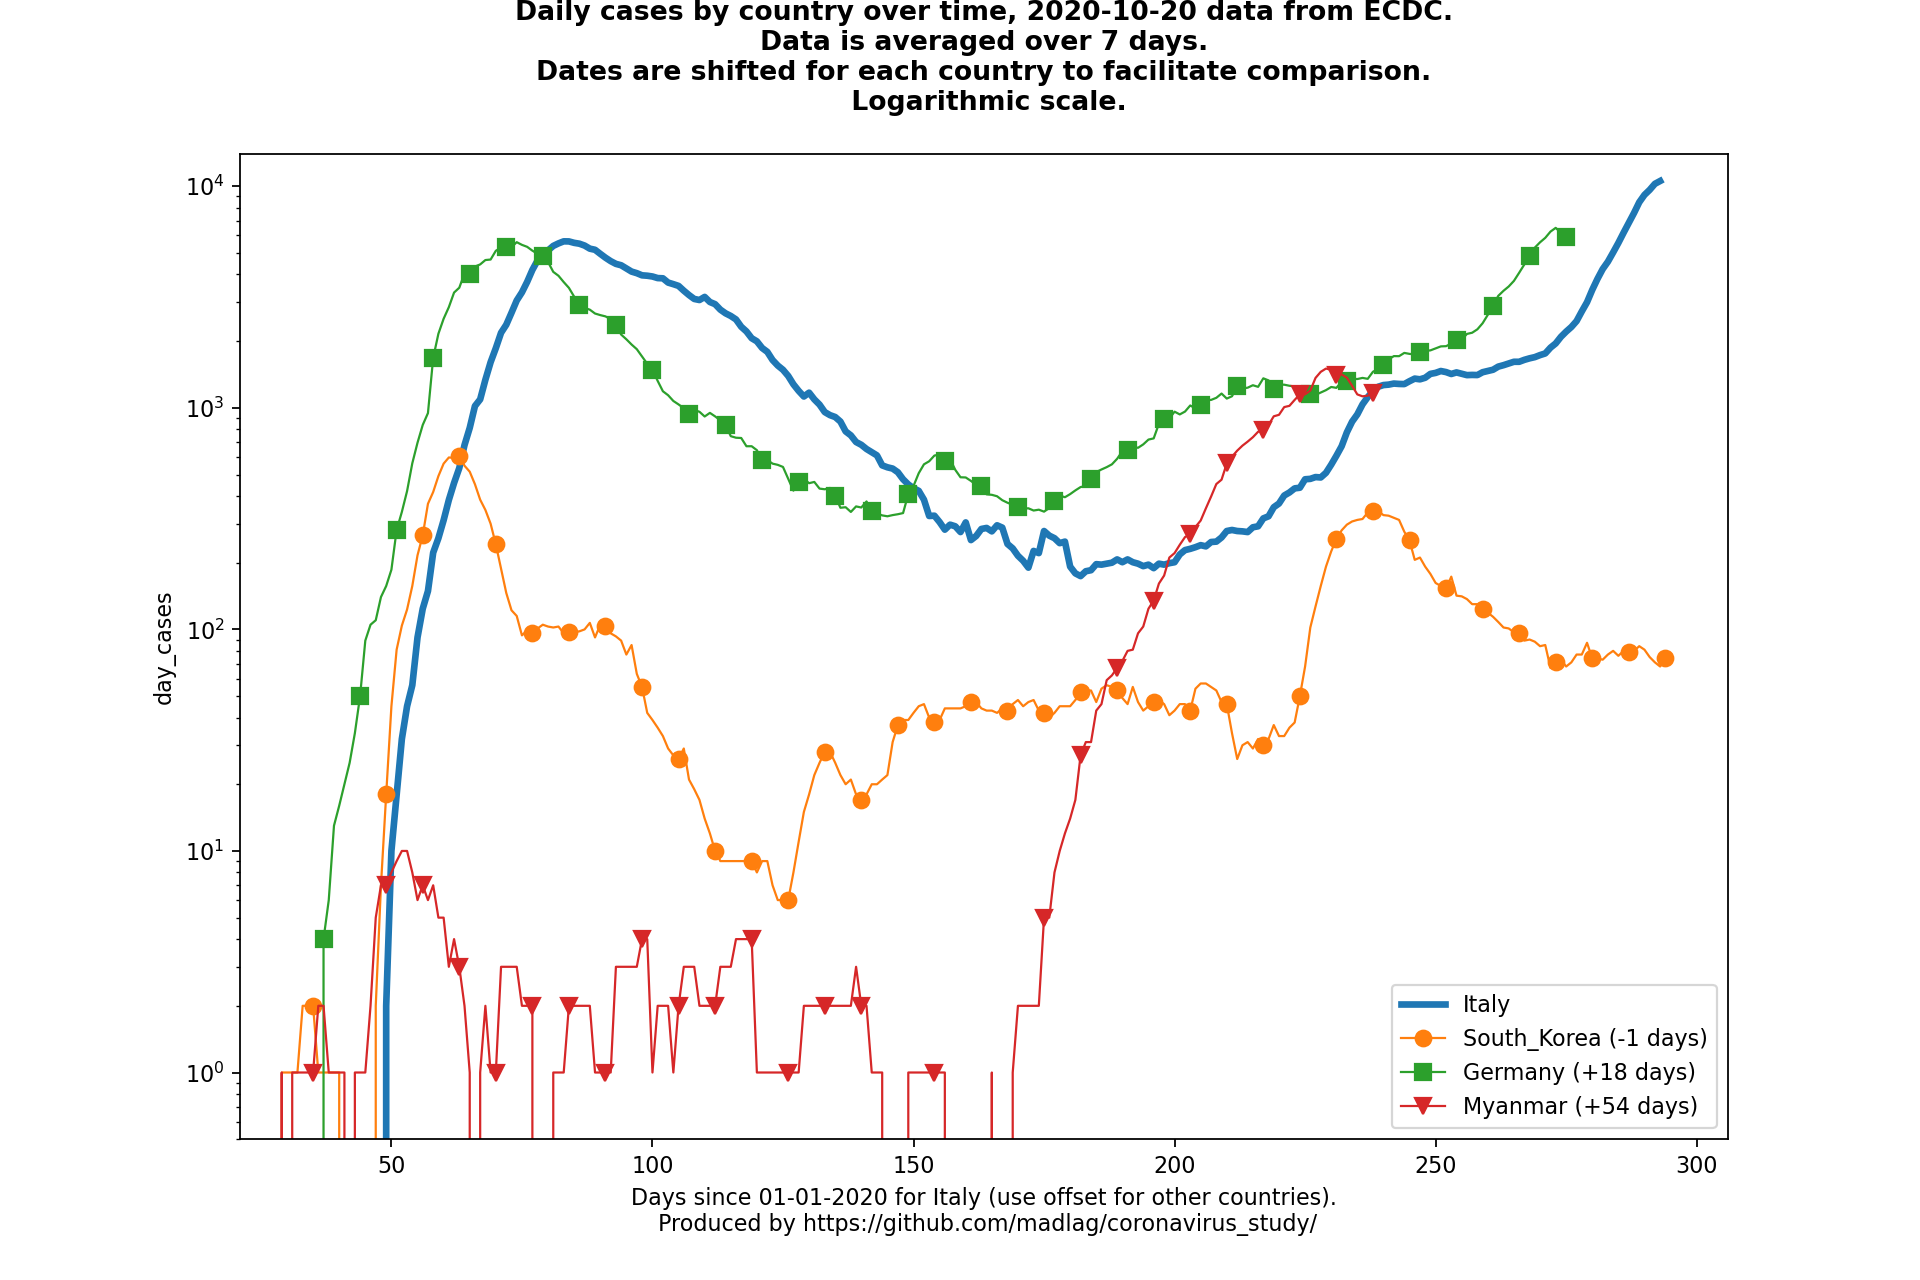 Daily cases by country over time, 2020-10-20 data from ECDC.
Data is averaged over 7 days.
Dates are shifted for each country to facilitate comparison.
Logarithmic scale.
10^4
10^3
10^2
10^1
10^0
day_cases
Italy
South_Korea (-1 days)
Germany (+18 days)
Myanmar (+54 days)
50 100 150 200 250 300
Days since 01-01-2020 for Italy (use offset for other countries).
Produced by https://github.com/madlag/coronavirus_study/